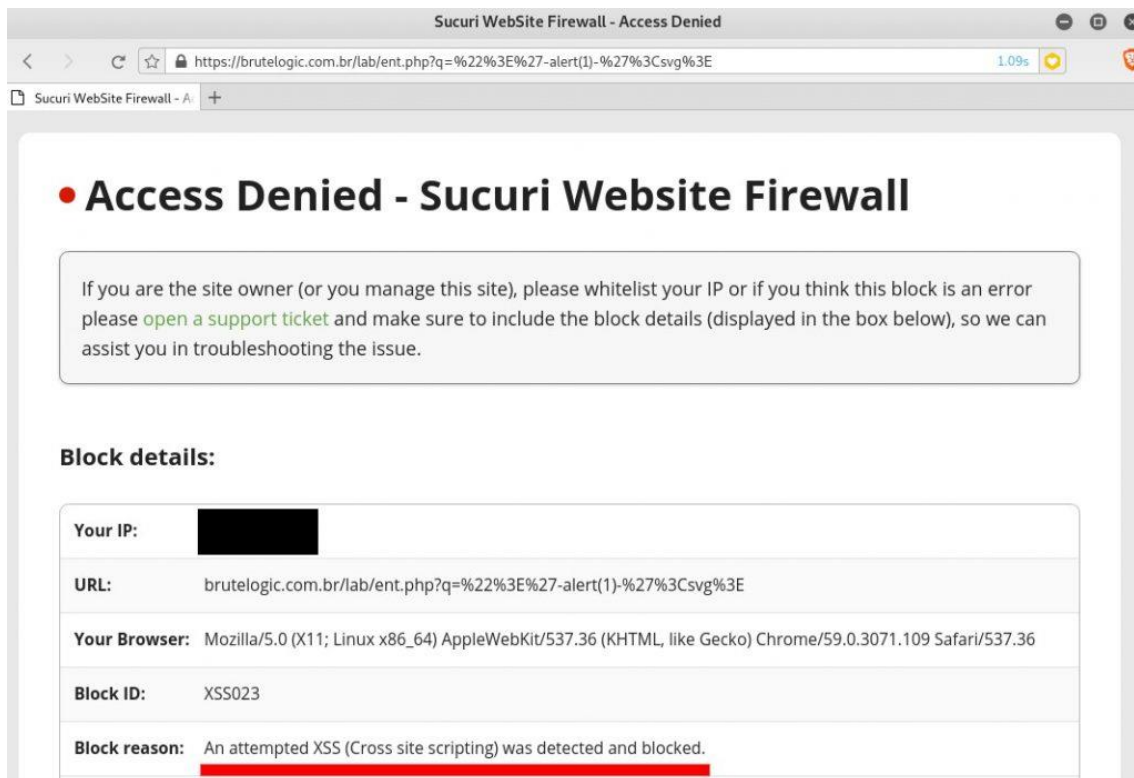 Sucuri WebSite Firewall - Access Denied
https://brutelogic.com.br/lab/ent.php?q=%22%3E%27-alert(1)-%27%3Csvg%3E 1.09s
Sucuri WebSite Firewall - A
Access Denied - Sucuri Website Firewall
If you are the site owner (or you manage this site), please whitelist your IP or if you think this block is an error
please open a support ticket and make sure to include the block details (displayed in the box below), so we can
assist you in troubleshooting the issue.
Block details:
Your IP:
URL: brutelogic.com.br/lab/ent.php?q=%22%3E%27-alert(1)-%27%3Csvg%3E
Your Browser: Mozilla/5.0 (X11; Linux x86_64) AppleWebKit/537.36 (KHTML, like Gecko) Chrome/59.0.3071.109 Safari/537.36
Block ID: XSS023
Block reason: An attempted XSS (Cross site scripting) was detected and blocked.